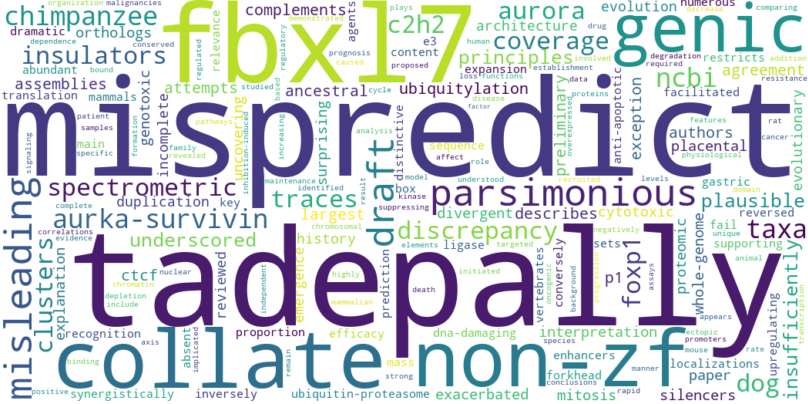 organization malignancies
chimpanzee
numerous comparing
complements
evolution
plays
decrease
agents
aurora
genic
dramatic
orthologs
demonstrated
c2h2
e3
architecture
drug
fbxl7
conserved
relevance
regulated
caused
human
dependence
bound
proposed
content
expansion
establishment
required
degradation
addition
insulators
regulatory
coverage
restricts
agreement
abundant
attempts
principles
loss functions
involved
cycle
resistance
assemblies
ancestral
ubiquitylation
data
facilitated
ncbi
translation
mammals
genotoxic
studied
disease
proteins
mispredict
patient
samples
pathways
incomplete
uncovering
inhibition-induced
based
increasing
surprising
analysis
draft
family
revealed
affect
sequence
role
distinctive
preliminary
overexpressed
exception
anti-apoptotic
authors
placental
features
rat
cancer
physiological
evolutionary
signaling
main
specific
factor
spectrometric
traces
parsimonious
misleading
duplication
key
box
model
understood
levels
domain
gastric
plausible
complete
maintenance
identified
result
kinase
suppressing
aurka-survivin
largest
divergent
describes
cytotoxic
recruited
negatively
reversed
taxa
correlations
evidence
chromosomal
discrepancy
foxp1
unique
clusters
underscored
history
elements
ligase
targeted
sets
fail
supporting
animal
explanation
ctcf
reviewed
emergence
tadepally
independent
highly
mammalian
prediction
initiated
oncogenic
background
conversely
vertebrates
p1
proteomic
whole-genome
insufficiently
nuclear
chromatin
depletion
include
recognition
axis
implicated
absent
proportion
death
assays
progression
appears
transcription
collate
non-zf
dog
binding
remain
efficacy
mass
strong
dna-damaging
interpretation
species
forkhead
enhancers
ectopic
promoters
mouse
rate
localizations
paper
upregulating
silencers
positive
synergistically
inversely
ubiquitin-proteasome
exacerbated
prognosis
conclusions
rapid
mitosis
manner